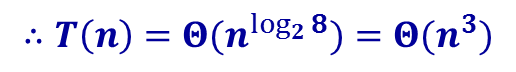 ∴ T(n) = Θ(n^{log₂ 8}) = Θ(n³)